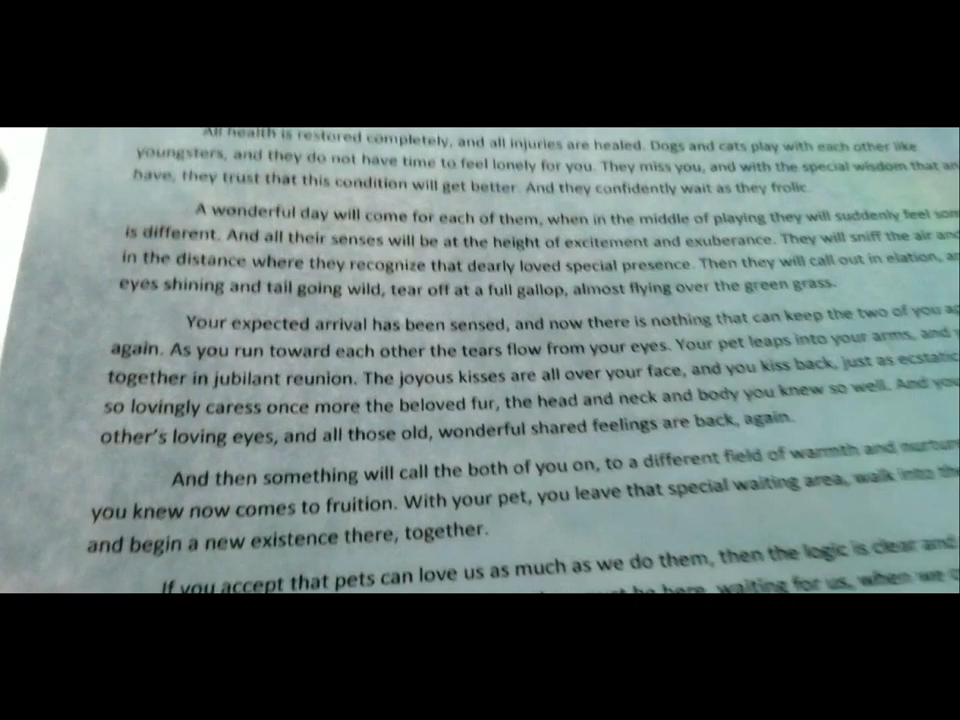 All health is restored completely, and all injuries are healed. Dogs and cats play with each other like
youngsters, and they do not have time to feel lonely for you. They miss you, and with the special wisdom that
have, they trust that this condition will get better. And they confidently wait as they frolic.
A wonderful day will come for each of them, when in the middle of playing they will suddenly feel
is different. And all their senses will be at the height of excitement and exuberance. They will sniff the air and
in the distance where they recognize that dearly loved special presence. Then they will call out in elation,
eyes shining and tail going wild, tear off at a full gallop, almost flying over the green grass.
Your expected arrival has been sensed, and now there is nothing that can keep the two of you
again. As you run toward each other the tears flow from your eyes. Your pet leaps into your arms, and
together in jubilant reunion. The joyous kisses are all over your face, and you kiss back, just as ecstatic
so lovingly caress once more the beloved fur, the head and neck and body you knew so well. And
other's loving eyes, and all those old, wonderful shared feelings are back, again.
And then something will call the both of you on, to a different field of warmth and
you knew now comes to fruition. With your pet, you leave that special waiting area, walk into
and begin a new existence there, together.
If you accept that pets can love us as much as we do them, then the logic is clear and
be here, waiting for us, when we